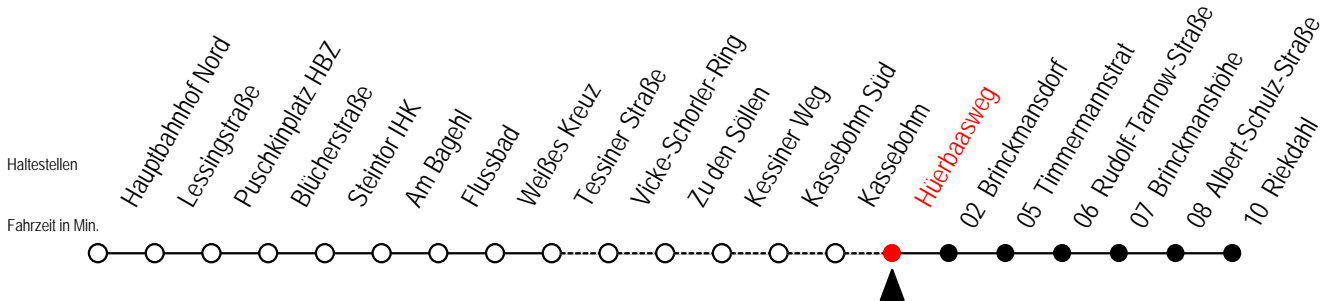 Haltestellen
Fahrzeit in Min.
Hauptbahnhof Nord
Lessingstraße
Puschkinplatz HBZ
Blücherstraße
Steintor IHK
Am Bagehl
Flussbad
Weißes Kreuz
Tessiner Straße
Vicke-Schorler-Ring
Zu den Söllen
Kessiner Weg
Kassebohm Süd
Kassebohm
Hüerbaasweg
02 Brinckmansdorf
05 Timmermannstrat
06 Rudolf-Tarnow-Straße
07 Brinckmanshöhe
08 Albert-Schulz-Straße
10 Riekdahl